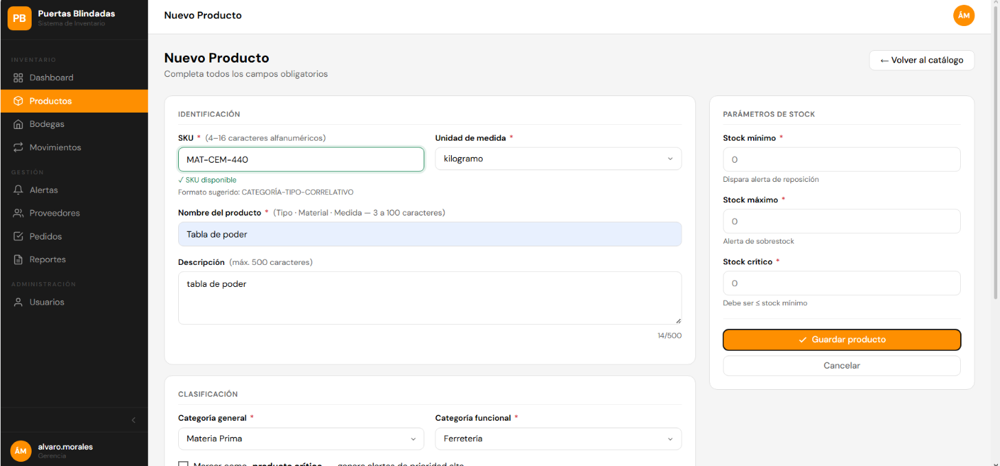 PB
Puertas Blindadas
Sistema de Inventario
INVENTARIO
Dashboard
Productos
Bodegas
Movimientos
GESTIÓN
Alertas
Proveedores
Pedidos
Reportes
ADMINISTRACIÓN
Usuarios
ÁM
alvaro.morales
Gerencia
Nuevo Producto
ÁM
Nuevo Producto
Completa todos los campos obligatorios
← Volver al catálogo
IDENTIFICACIÓN
SKU * (4–16 caracteres alfanuméricos)
MAT-CEM-440
✓ SKU disponible
Formato sugerido: CATEGORÍA-TIPO-CORRELATIVO
Unidad de medida *
kilogramo
Nombre del producto * (Tipo · Material · Medida — 3 a 100 caracteres)
Tabla de poder
Descripción (máx. 500 caracteres)
tabla de poder
14/500
CLASIFICACIÓN
Categoría general *
Materia Prima
Categoría funcional *
Ferretería
Marcar como producto crítico — genera alertas de prioridad alta
PARÁMETROS DE STOCK
Stock mínimo *
0
Dispara alerta de reposición
Stock máximo *
0
Alerta de sobrestock
Stock crítico *
0
Debe ser ≤ stock mínimo
✓ Guardar producto
Cancelar